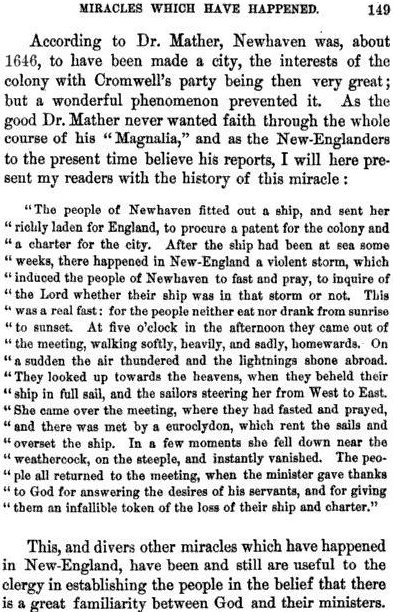 MIRACLES WHICH HAVE HAPPENED. 149
According to Dr. Mather, Newhaven was, about
1646, to have been made a city, the interests of the
colony with Cromwell's party being then very great;
but a wonderful phenomenon prevented it. As the
good Dr. Mather never wanted faith through the whole
course of his "Magnalia," and as the New-Englanders
to the present time believe his reports, I will here pre-
sent my readers with the history of this miracle:
"The people of Newhaven fitted out a ship, and sent her
"richly laden for England, to procure a patent for the colony and
"a charter for the city. After the ship had been at sea some
"weeks, there happened in New-England a violent storm, which
"induced the people of Newhaven to fast and pray, to inquire of
"the Lord whether their ship was in that storm or not. This
"was a real fast: for the people neither eat nor drank from sunrise
"to sunset. At five o'clock in the afternoon they came out of
"the meeting, walking softly, heavily, and sadly, homewards. On
"a sudden the air thundered and the lightnings shone abroad.
"They looked up towards the heavens, when they beheld their
"ship in full sail, and the sailors steering her from West to East.
"She came over the meeting, where they had fasted and prayed,
"and there was met by a euroclydon, which rent the sails and
"overset the ship. In a few moments she fell down near the
"weathercock, on the steeple, and instantly vanished. The peo-
"ple all returned to the meeting, when the minister gave thanks
"to God for answering the desires of his servants, and for giving
"them an infallible token of the loss of their ship and charter."
This, and divers other miracles which have happened
in New-England, have been and still are useful to the
clergy in establishing the people in the belief that there
is a great familiarity between God and their ministers.